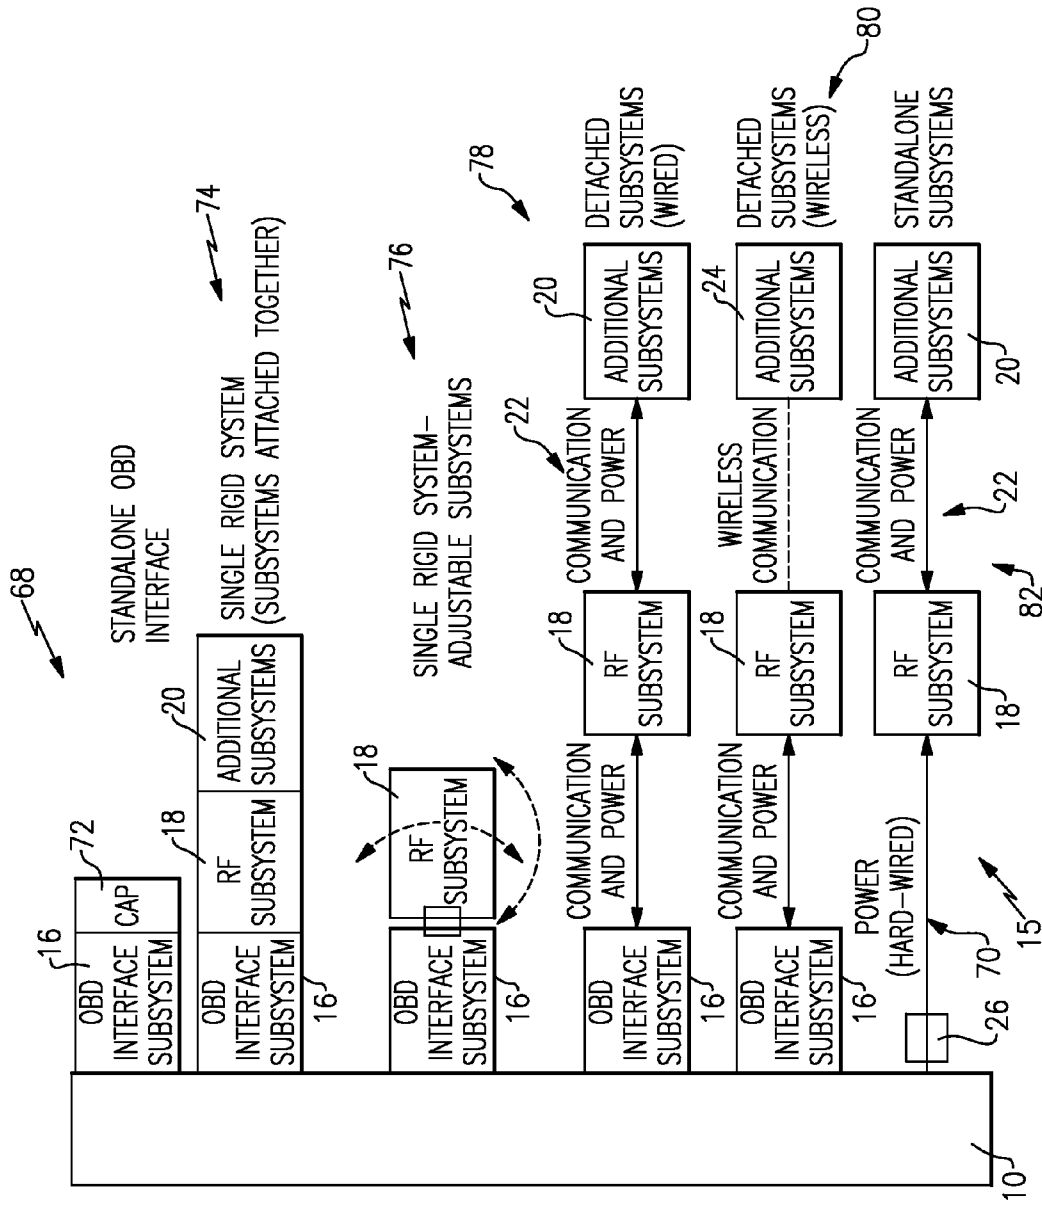 68
STANDALONE OBD
INTERFACE
16
72
OBD
INTERFACE
SUBSYSTEM
CAP
74
SINGLE RIGID SYSTEM
(SUBSYSTEMS ATTACHED TOGETHER)
18
20
OBD
INTERFACE
SUBSYSTEM
RF
SUBSYSTEM
ADDITIONAL
SUBSYSTEMS
16
76
SINGLE RIGID SYSTEM-
ADJUSTABLE SUBSYSTEMS
18
OBD
INTERFACE
SUBSYSTEM
RF
SUBSYSTEM
16
78
22
18
20
OBD
INTERFACE
SUBSYSTEM
COMMUNICATION
AND POWER
RF
SUBSYSTEM
COMMUNICATION
AND POWER
ADDITIONAL
SUBSYSTEMS
DETACHED
SUBSYSTEMS
(WIRED)
16
18
24
OBD
INTERFACE
SUBSYSTEM
COMMUNICATION
AND POWER
RF
SUBSYSTEM
WIRELESS
COMMUNICATION
ADDITIONAL
SUBSYSTEMS
DETACHED
SUBSYSTEMS
(WIRELESS)
16
80
POWER
(HARD-WIRED)
RF
SUBSYSTEM
COMMUNICATION
AND POWER
ADDITIONAL
SUBSYSTEMS
STANDALONE
SUBSYSTEMS
26
70
18
22
20
10
15
82